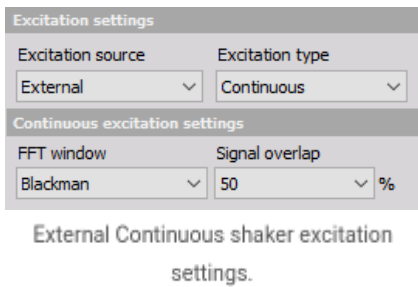 Excitation settings
Excitation source Excitation type
External Continuous
Continuous excitation settings
FFT window Signal overlap
Blackman 50 %
External Continuous shaker excitation
settings.